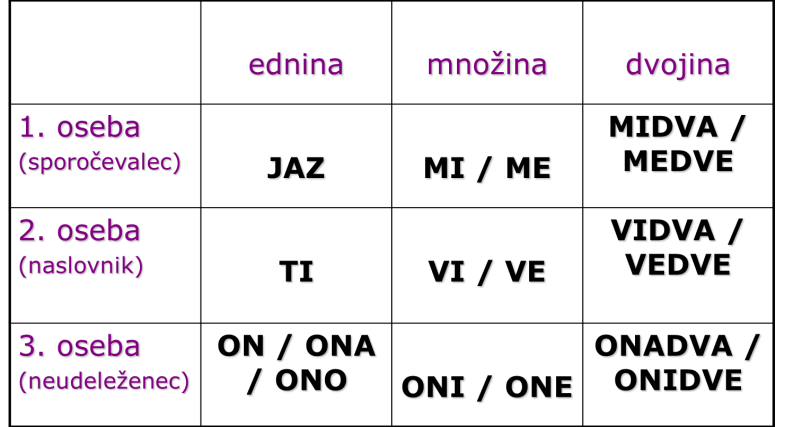 ednina množina dvojina
1. oseba
(sporočevalec)
JAZ
MI / ME
MIDVA /
MEDVE
2. oseba
(naslovnik)
TI
VI / VE
VIDVA /
VEDVE
3. oseba
(neudeleženec)
ON / ONA
/ ONO
ONI / ONE
ONADVA /
ONIDVE